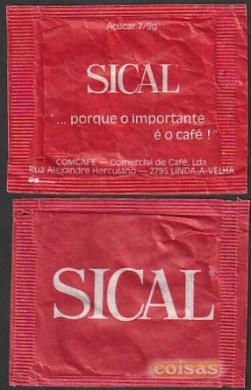 Açúcar 7/9g
SICAL
... porque o importante
é o café !
COMCAFÉ — Comercial de Café, Lda
Rua Alexandre Herculano — 2795 LINDA-A-VELHA
SICAL
coisas